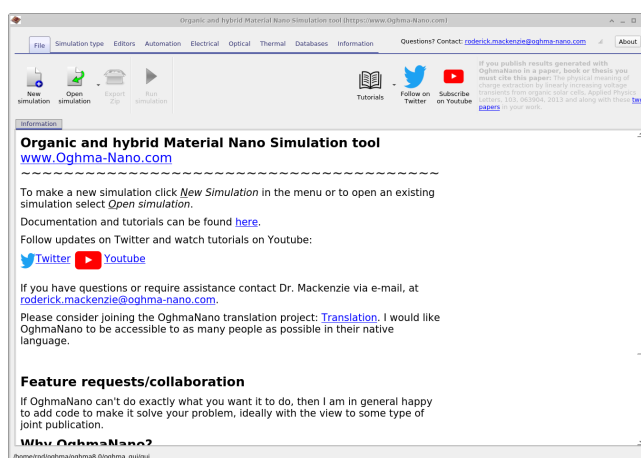 Organic and hybrid Material Nano Simulation tool (https://www.Oghma-Nano.com)
File Simulation type Editors Automation Electrical Optical Thermal Databases Information Questions? Contact: roderick.mackenzie@oghma-nano.com About
New simulation
Open simulation
Export Zip
Run simulation
Tutorials
Follow on Twitter
Subscribe on Youtube
If you publish results generated with
OghmaNano in a paper, book or thesis you
must cite this paper: The physical meaning of
charge extraction by linearly increasing voltage
transients from organic solar cells, Applied Physics
Letters, 103, 063904, 2013 and along with these two
papers in your work.
Information
Organic and hybrid Material Nano Simulation tool
www.Oghma-Nano.com
~~~~~~~~~~~~~~~~~~~~~~~~~~~~~~~~~~~~~~~
To make a new simulation click New Simulation in the menu or to open an existing
simulation select Open simulation.
Documentation and tutorials can be found here.
Follow updates on Twitter and watch tutorials on Youtube:
Twitter Youtube
If you have questions or require assistance contact Dr. Mackenzie via e-mail, at
roderick.mackenzie@oghma-nano.com.
Please consider joining the OghmaNano translation project: Translation. I would like
OghmaNano to be accessible to as many people as possible in their native
language.
Feature requests/collaboration
If OghmaNano can't do exactly what you want it to do, then I am in general happy
to add code to make it solve your problem, ideally with the view to some type of
joint publication.
Why OghmaNano?
/home/rod/oghma/oghma8.0/oghma_gui/gui